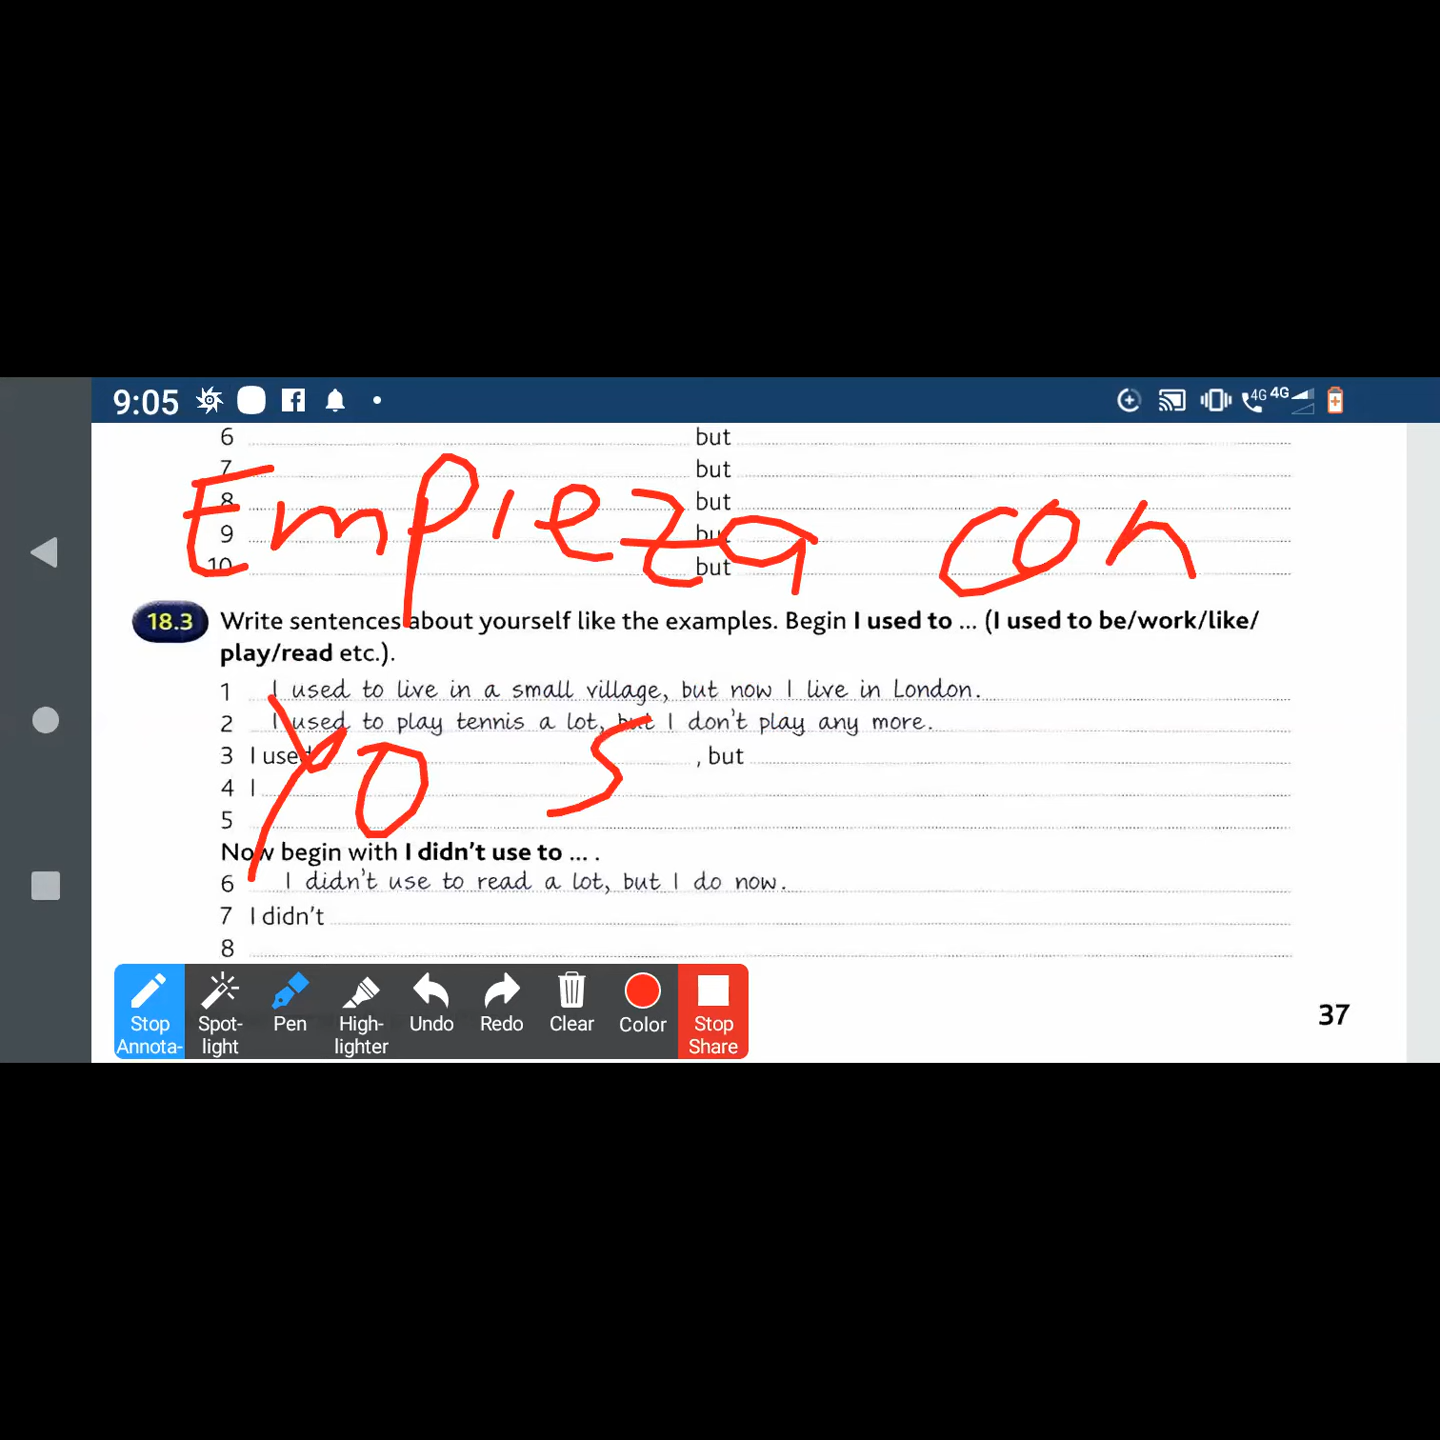 9:05 4G 4G
6 but
7 but
8 but
9 but
10 but
Empieza con
18.3 Write sentences about yourself like the examples. Begin I used to ... (I used to be/work/like/
play/read etc.).
1 I used to live in a small village, but now I live in London.
2 I used to play tennis a lot, but I don't play any more.
3 I used , but
4 I
yo s
5
Now begin with I didn't use to ... .
6 I didn't use to read a lot, but I do now.
7 I didn't
8
Stop Annota- Spot-light Pen High-lighter Undo Redo Clear Color Stop Share
37